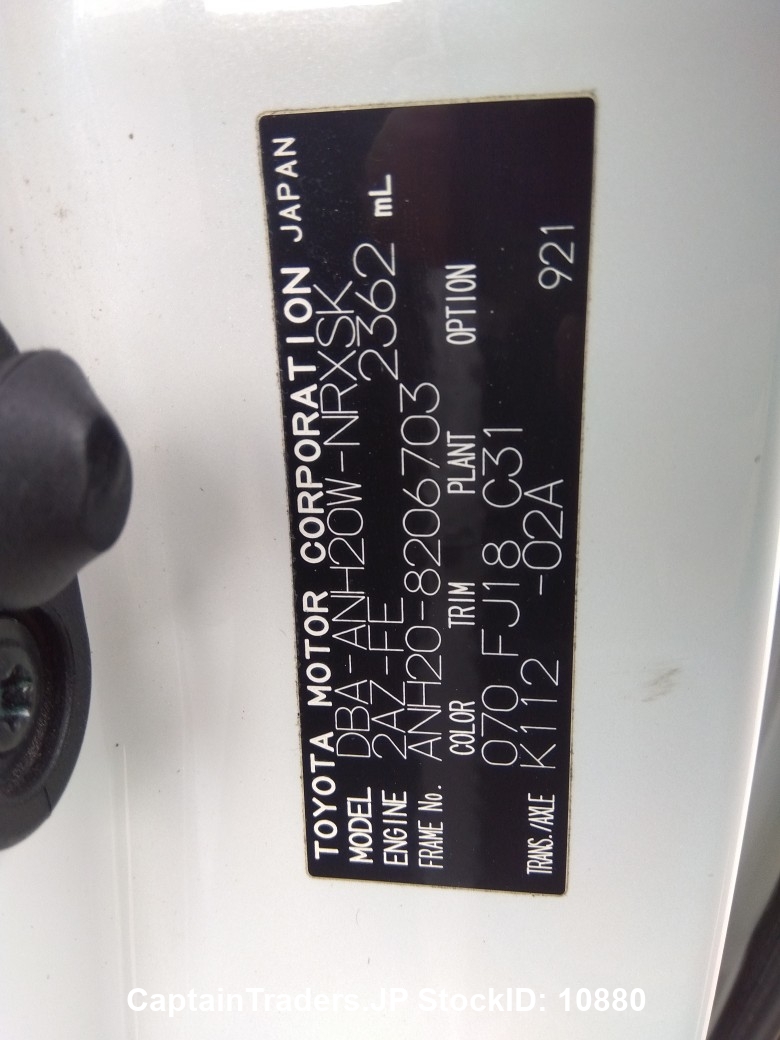 TOYOTA MOTOR CORPORATION JAPAN
MODEL DBA-ANH20W-NRXSK
ENGINE 2AZ-FE 2362 mL
FRAME No. ANH20-8206703
COLOR TRIM PLANT OPTION
070 FJ18 C31
TRANS./AXLE K112 -02A 921
CaptainTraders.JP StockID: 10880